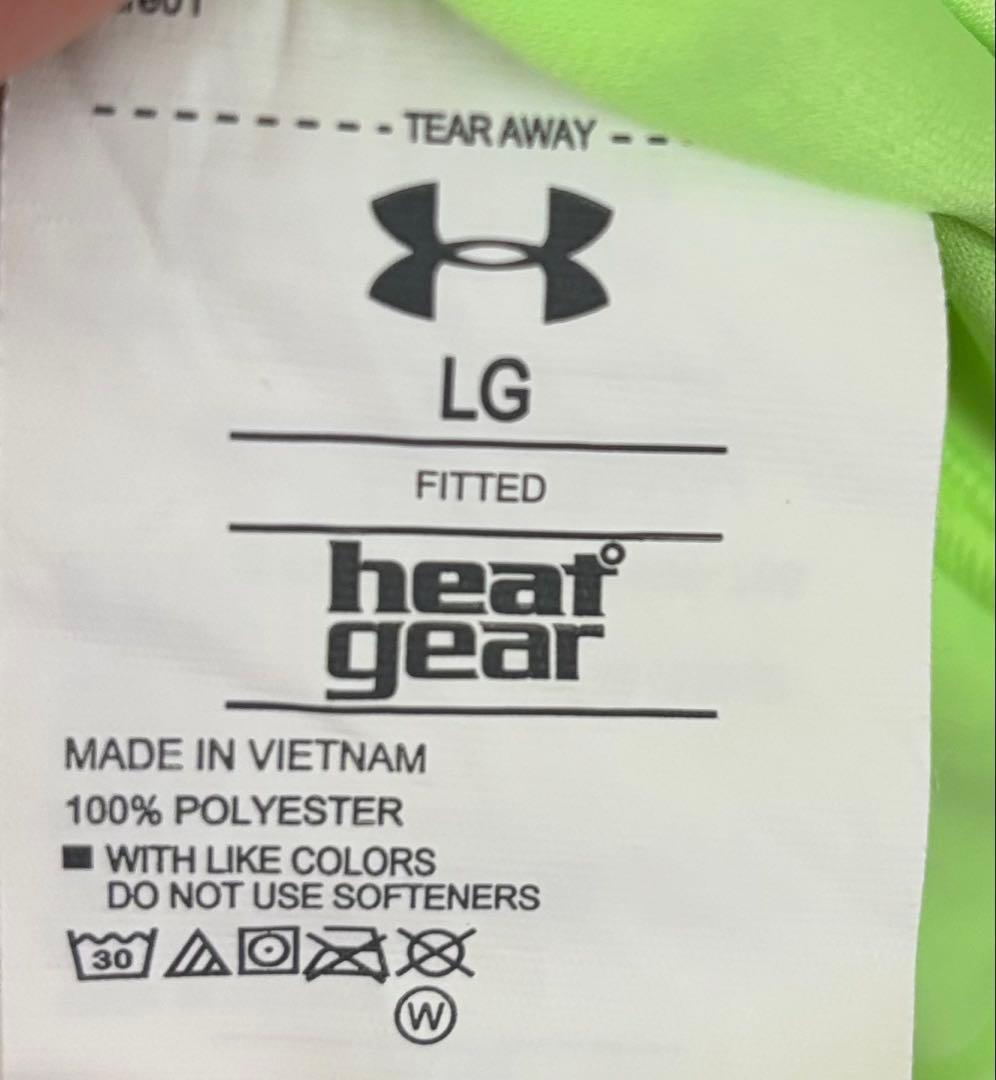 TEAR AWAY
LG
FITTED
heat
gear
MADE IN VIETNAM
100% POLYESTER
WITH LIKE COLORS
DO NOT USE SOFTENERS
30
W